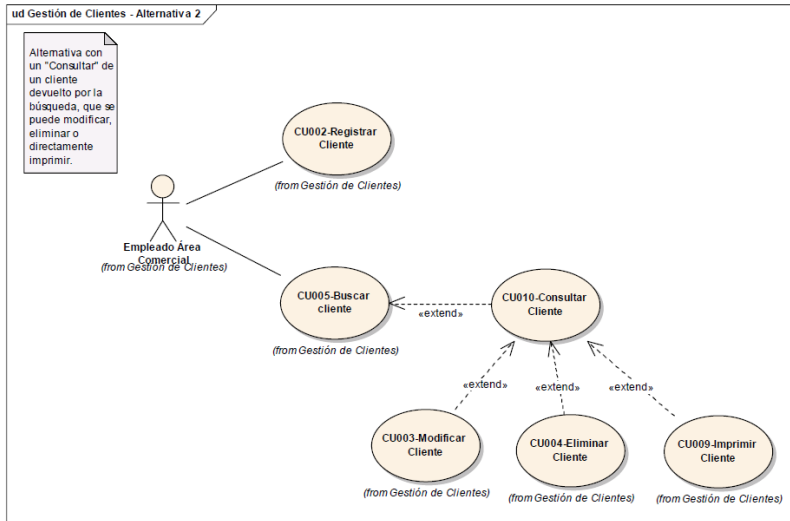 ud Gestión de Clientes - Alternativa 2
Alternativa con
un "Consultar" de
un cliente
devuelto por la
búsqueda, que se
puede modificar,
eliminar o
directamente
imprimir.
CU002-Registrar
Cliente
(from Gestión de Clientes)
Empleado Área
Comercial
(from Gestión de Clientes)
CU005-Buscar
cliente
(from Gestión de Clientes)
«extend»
CU010-Consultar
Cliente
«extend»
«extend»
«extend»
CU003-Modificar
Cliente
(from Gestión de Clientes)
CU004-Eliminar
Cliente
(from Gestión de Clientes)
CU009-Imprimir
Cliente
(from Gestión de Clientes)